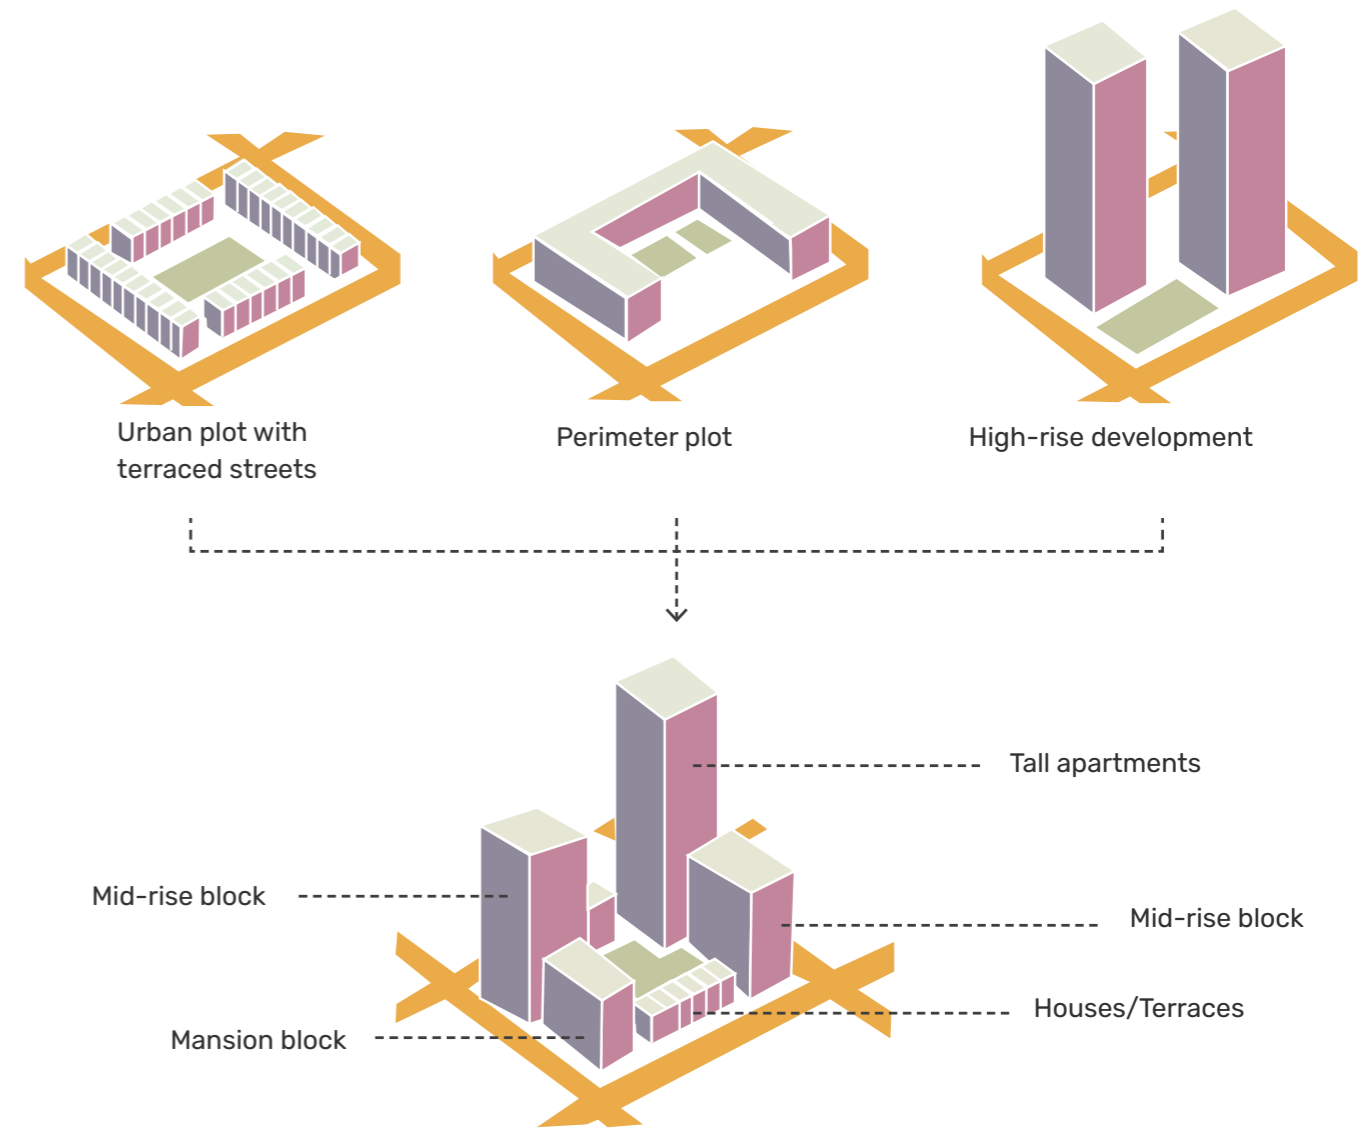 Urban plot with
terraced streets
Perimeter plot
High-rise development
Tall apartments
Mid-rise block
Mid-rise block
Houses/Terraces
Mansion block